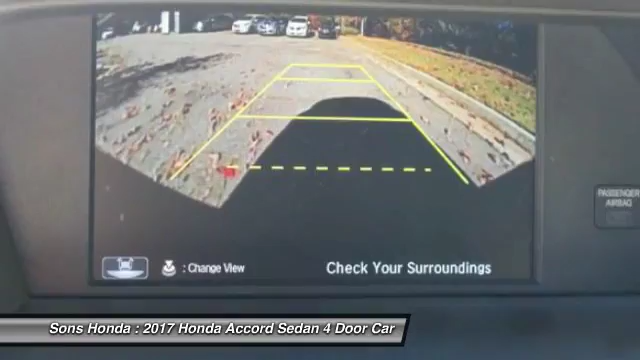 PASSENGER
AIRBAG
: Change View
Check Your Surroundings
Sons Honda : 2017 Honda Accord Sedan 4 Door Car